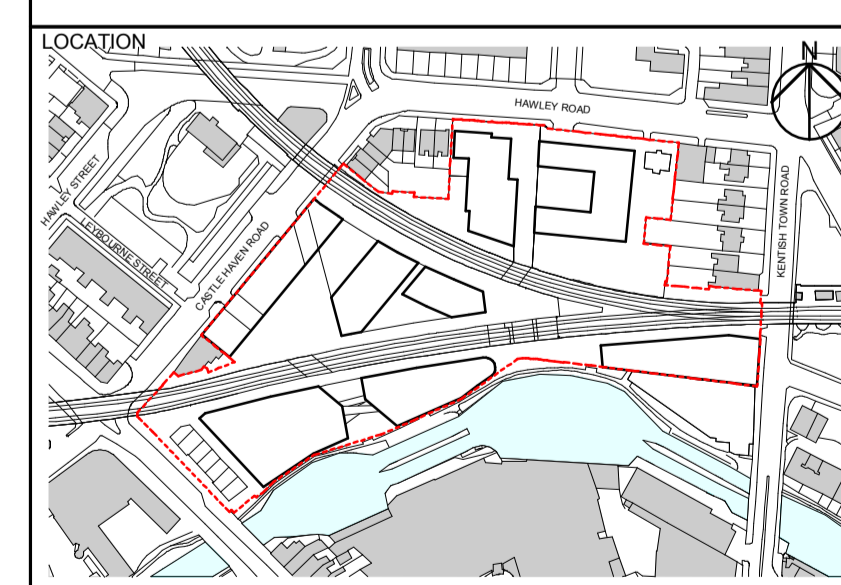 LOCATION
N
HAWLEY ROAD
HAWLEY STREET
LEYBOURNE STREET
CASTLE HAVEN ROAD
KENTISH TOWN ROAD